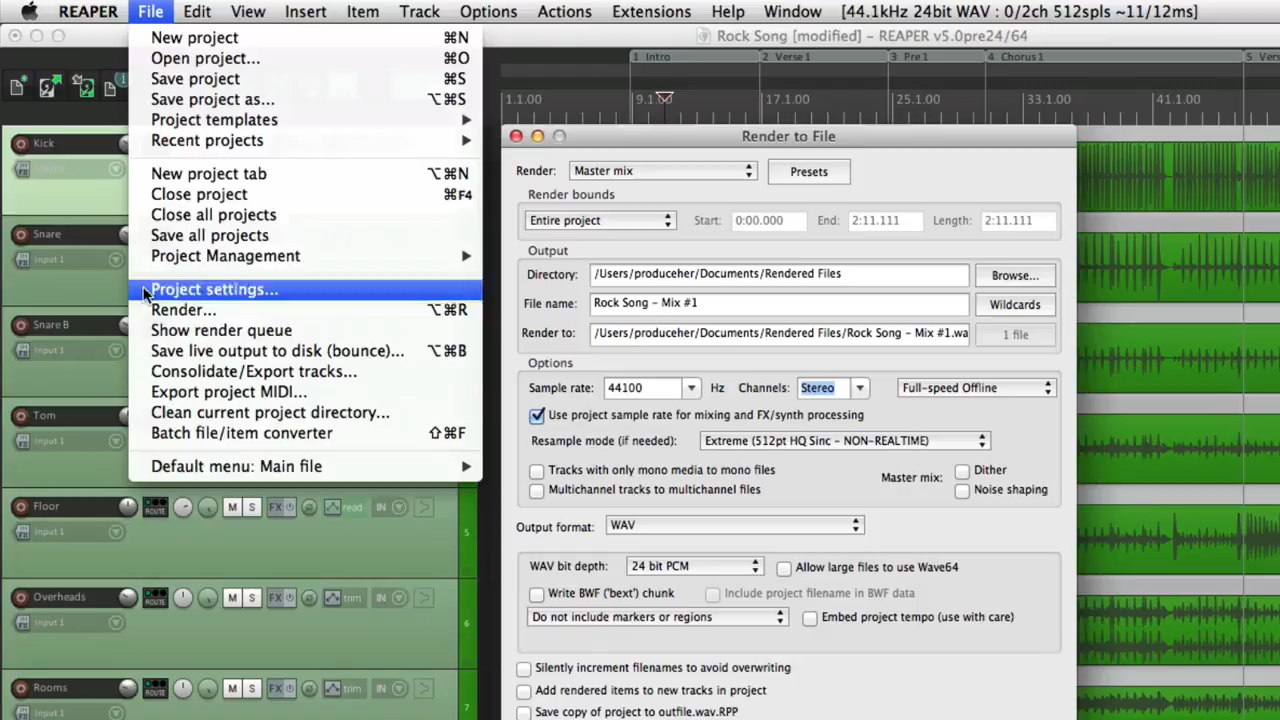 REAPER File Edit View Insert Item Track Options Actions Extensions Help Window [44.1kHz 24bit WAV : 0/2ch 512spls ~11/12ms]
Rock Song [modified] - REAPER v5.0pre24/64
New project ⌘N
Open project... ⌘O
Save project ⌘S
Save project as... ⌥⌘S
Project templates
Recent projects
New project tab ⌥⌘N
Close project ⌘F4
Close all projects
Save all projects
Project Management
Project settings...
Render... ⌥⌘R
Show render queue
Save live output to disk (bounce)... ⌥⌘B
Consolidate/Export tracks...
Export project MIDI...
Clean current project directory...
Batch file/item converter ⇧⌘F
Default menu: Main file
1 Intro 2 Verse 1 3 Pre 1 4 Chorus 1 5
1.1.00 9.1.00 17.1.00 25.1.00 33.1.00 41.1.00
Kick
Snare
Input 1
Snare B
Input 1
Tom
Input 1
Floor ROUTE M S FX read IN
Input 1 5
Overheads ROUTE M S FX trim IN
6
Rooms ROUTE M S FX trim IN
Input 1 7
Render to File
Render: Master mix Presets
Render bounds
Entire project Start: 0:00.000 End: 2:11.111 Length: 2:11.111
Output
Directory: /Users/produceher/Documents/Rendered Files Browse...
File name: Rock Song - Mix #1 Wildcards
Render to: /Users/produceher/Documents/Rendered Files/Rock Song - Mix #1.wa 1 file
Options
Sample rate: 44100 Hz Channels: Stereo Full-speed Offline
Use project sample rate for mixing and FX/synth processing
Resample mode (if needed): Extreme (512pt HQ Sinc - NON-REALTIME)
Tracks with only mono media to mono files Master mix: Dither
Multichannel tracks to multichannel files Noise shaping
Output format: WAV
WAV bit depth: 24 bit PCM Allow large files to use Wave64
Write BWF ('bext') chunk Include project filename in BWF data
Do not include markers or regions Embed project tempo (use with care)
Silently increment filenames to avoid overwriting
Add rendered items to new tracks in project
Save copy of project to outfile.wav.RPP